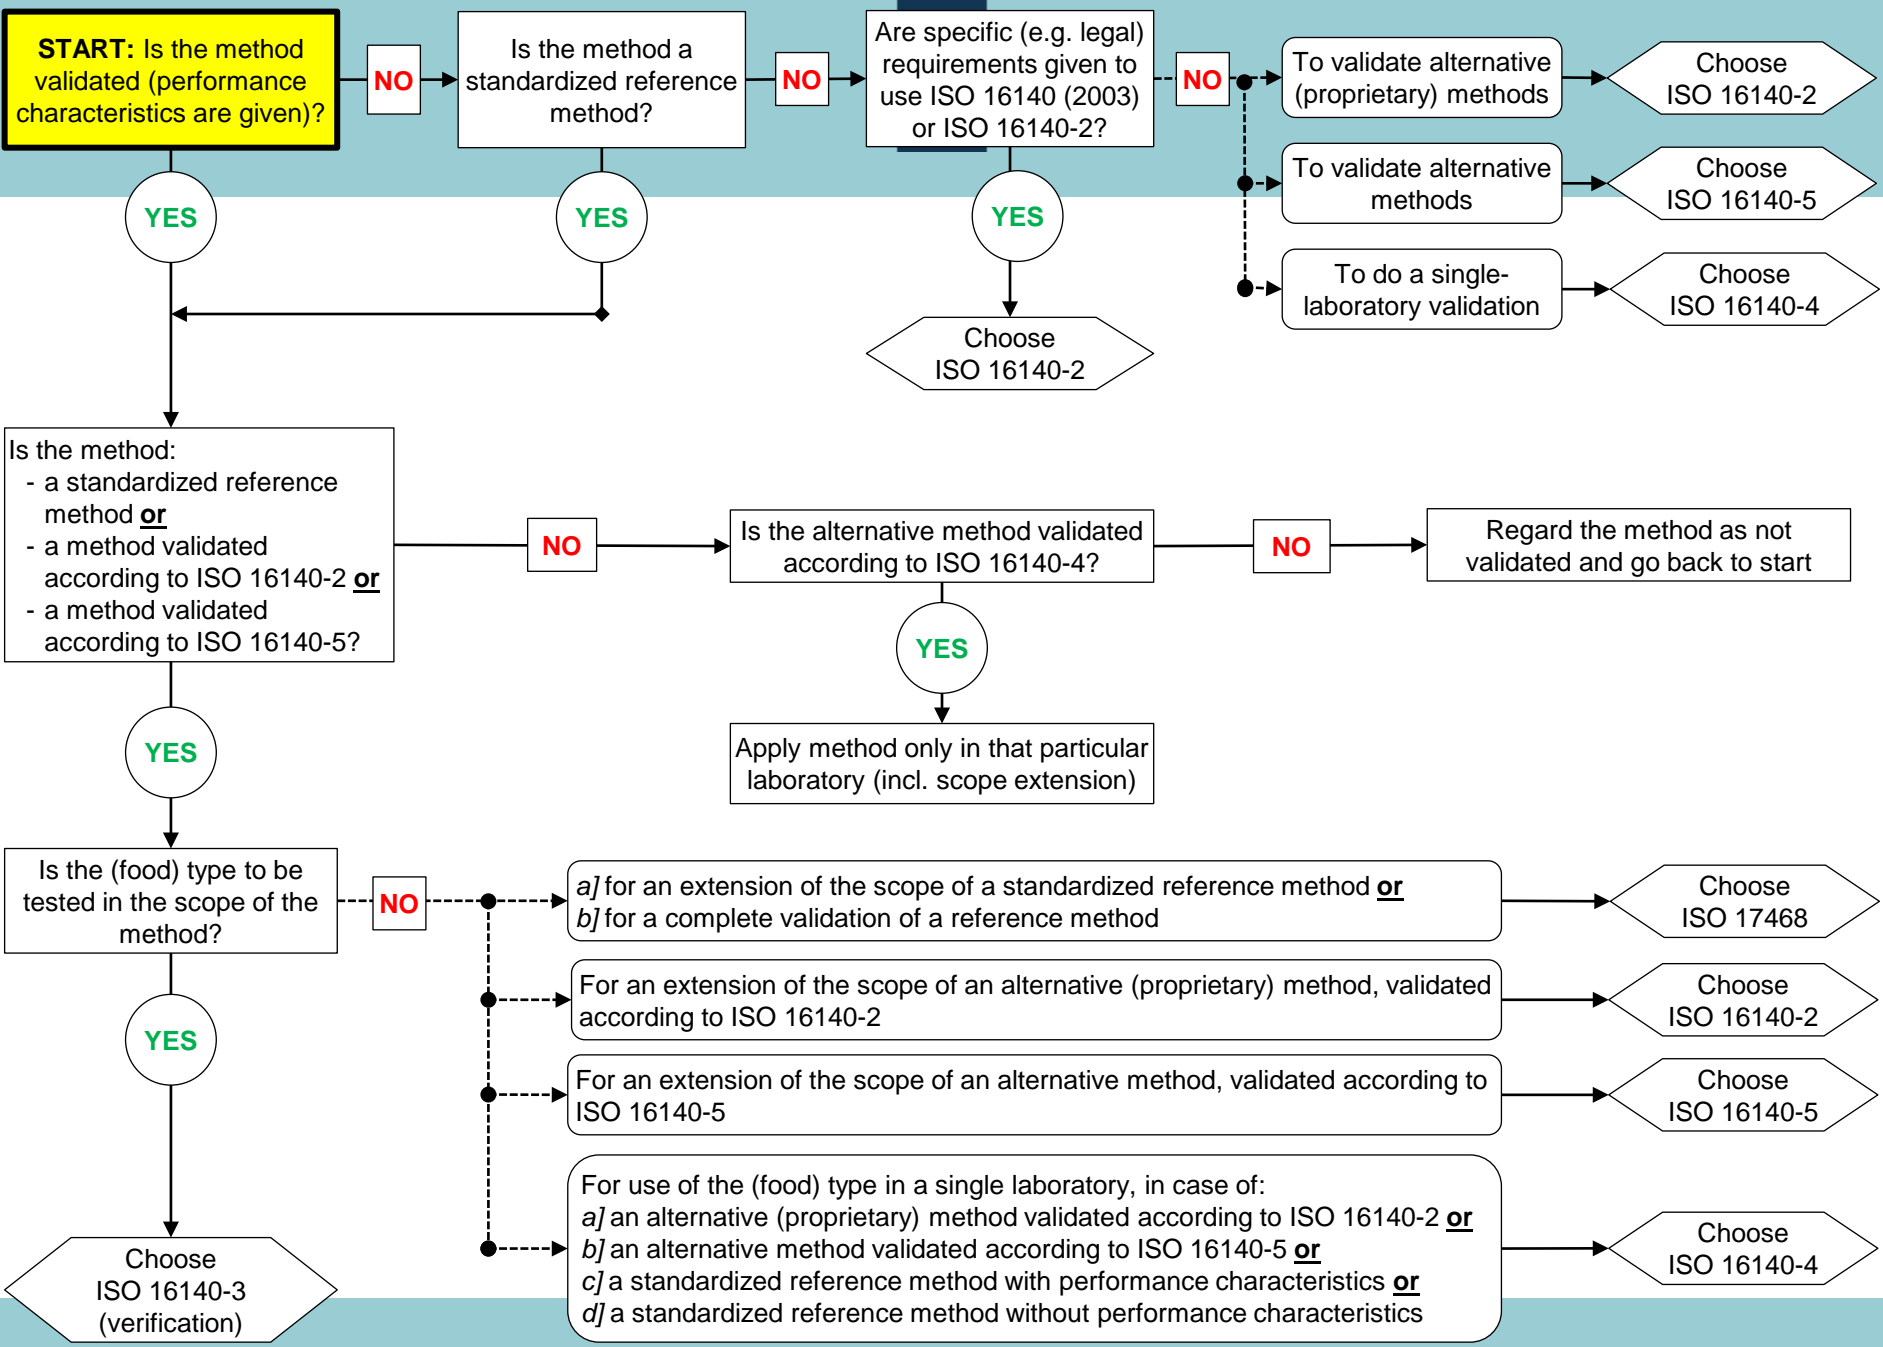 START: Is the method
validated (performance
characteristics are given)?
NO
Is the method a
standardized reference
method?
NO
Are specific (e.g. legal)
requirements given to
use ISO 16140 (2003)
or ISO 16140-2?
NO
To validate alternative
(proprietary) methods
Choose
ISO 16140-2
To validate alternative
methods
Choose
ISO 16140-5
To do a single-
laboratory validation
Choose
ISO 16140-4
YES
YES
YES
Choose
ISO 16140-2
Is the method:
- a standardized reference
method or
- a method validated
according to ISO 16140-2 or
- a method validated
according to ISO 16140-5?
NO
Is the alternative method validated
according to ISO 16140-4?
NO
Regard the method as not
validated and go back to start
YES
Apply method only in that particular
laboratory (incl. scope extension)
YES
Is the (food) type to be
tested in the scope of the
method?
NO
a] for an extension of the scope of a standardized reference method or
b] for a complete validation of a reference method
Choose
ISO 17468
For an extension of the scope of an alternative (proprietary) method, validated
according to ISO 16140-2
Choose
ISO 16140-2
For an extension of the scope of an alternative method, validated according to
ISO 16140-5
Choose
ISO 16140-5
For use of the (food) type in a single laboratory, in case of:
a] an alternative (proprietary) method validated according to ISO 16140-2 or
b] an alternative method validated according to ISO 16140-5 or
c] a standardized reference method with performance characteristics or
d] a standardized reference method without performance characteristics
Choose
ISO 16140-4
YES
Choose
ISO 16140-3
(verification)